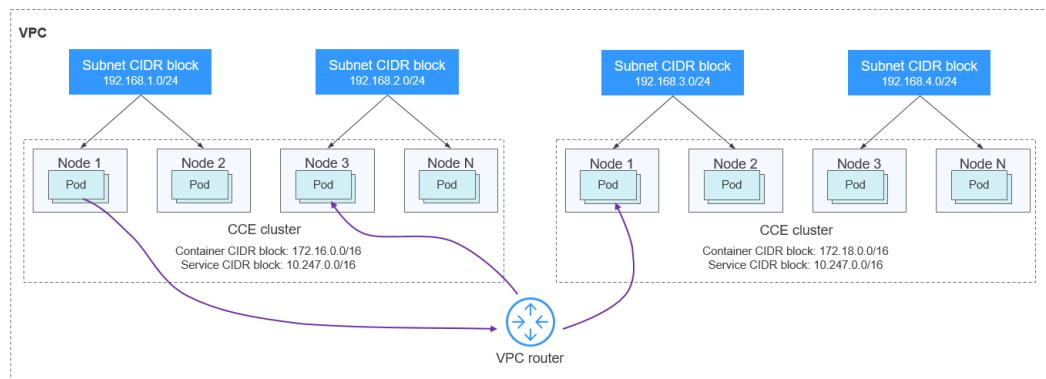 VPC
Subnet CIDR block
192.168.1.0/24
Subnet CIDR block
192.168.2.0/24
Subnet CIDR block
192.168.3.0/24
Subnet CIDR block
192.168.4.0/24
Node 1
Pod
Node 2
Pod
Node 3
Pod
Node N
Pod
CCE cluster
Container CIDR block: 172.16.0.0/16
Service CIDR block: 10.247.0.0/16
Node 1
Pod
Node 2
Pod
Node 3
Pod
Node N
Pod
CCE cluster
Container CIDR block: 172.18.0.0/16
Service CIDR block: 10.247.0.0/16
VPC router